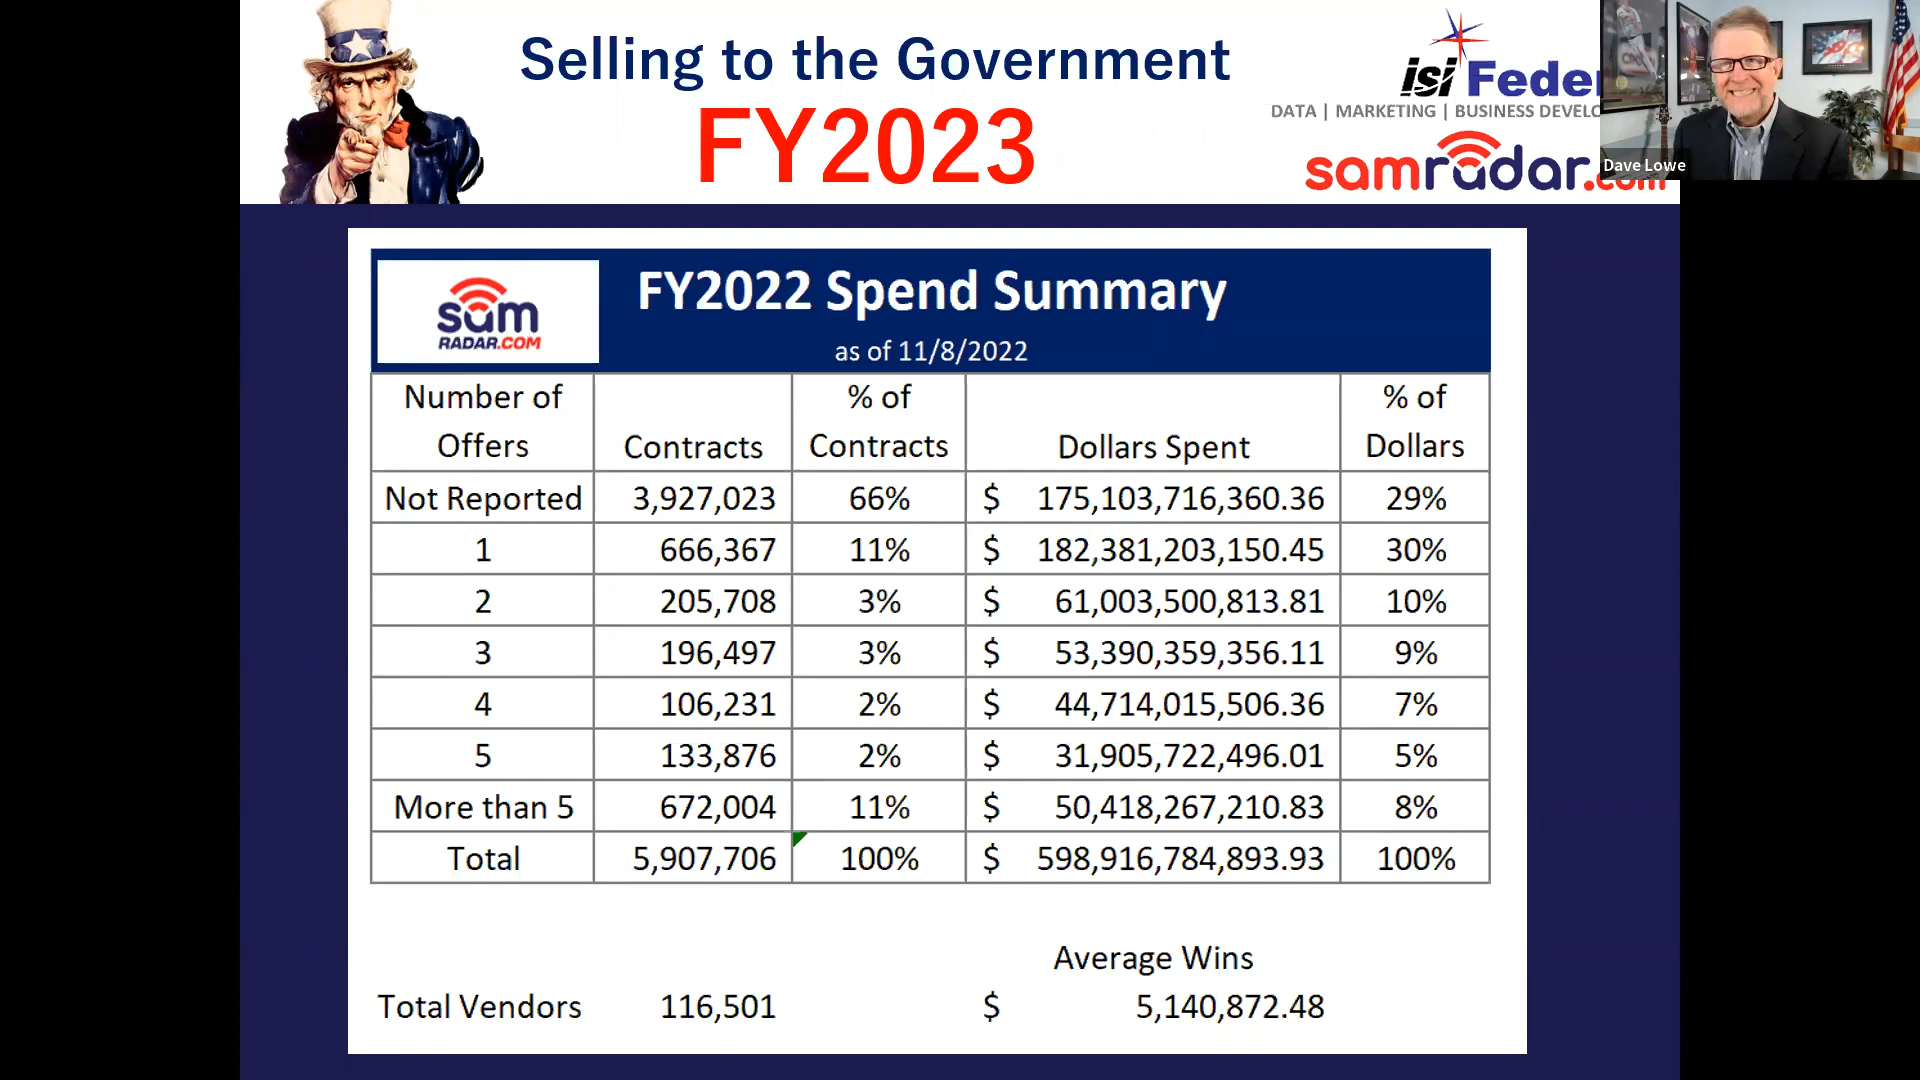 Selling to the Government
FY2023
isi Feder
DATA | MARKETING | BUSINESS DEVELO
samradar.com
Dave Lowe
sam
RADAR.COM
FY2022 Spend Summary
as of 11/8/2022
Number of Offers Contracts % of Contracts Dollars Spent % of Dollars
Not Reported 3,927,023 66% $ 175,103,716,360.36 29%
1 666,367 11% $ 182,381,203,150.45 30%
2 205,708 3% $ 61,003,500,813.81 10%
3 196,497 3% $ 53,390,359,356.11 9%
4 106,231 2% $ 44,714,015,506.36 7%
5 133,876 2% $ 31,905,722,496.01 5%
More than 5 672,004 11% $ 50,418,267,210.83 8%
Total 5,907,706 100% $ 598,916,784,893.93 100%
Average Wins
Total Vendors 116,501 $ 5,140,872.48